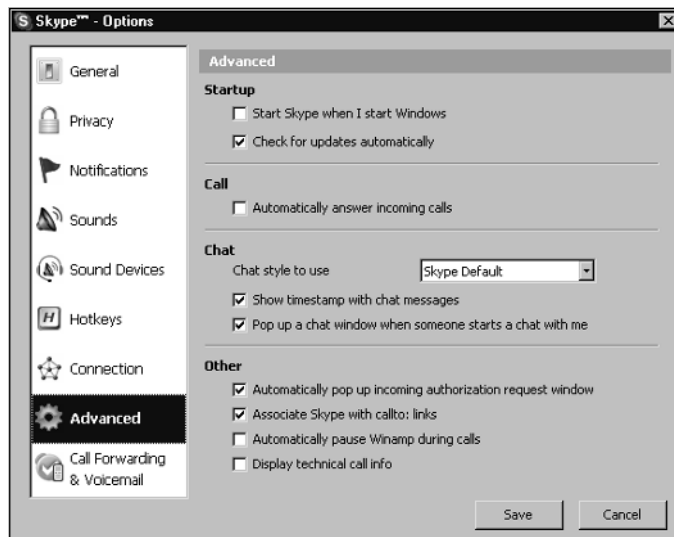 S Skype™ - Options
General
Privacy
Notifications
Sounds
Sound Devices
H Hotkeys
Connection
Advanced
Call Forwarding
& Voicemail
Advanced
Startup
Start Skype when I start Windows
Check for updates automatically
Call
Automatically answer incoming calls
Chat
Chat style to use Skype Default
Show timestamp with chat messages
Pop up a chat window when someone starts a chat with me
Other
Automatically pop up incoming authorization request window
Associate Skype with callto: links
Automatically pause Winamp during calls
Display technical call info
Save Cancel